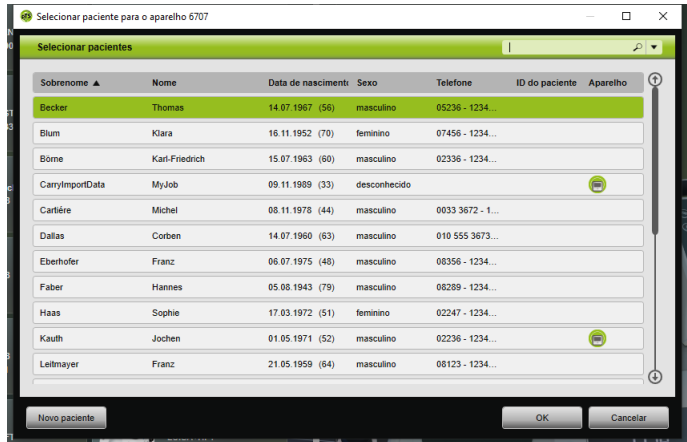 Selecionar paciente para o aparelho 6707
Selecionar pacientes
Sobrenome ▲ Nome Data de nascimento Sexo Telefone ID do paciente Aparelho
Becker Thomas 14.07.1967 (56) masculino 05236 - 1234...
Blum Klara 16.11.1952 (70) feminino 07456 - 1234...
Börne Karl-Friedrich 15.07.1963 (60) masculino 02336 - 1234...
CarryImportData MyJob 09.11.1989 (33) desconhecido
Cartiére Michel 08.11.1978 (44) masculino 0033 3672 - 1...
Dallas Corben 14.07.1960 (63) masculino 010 555 3673...
Eberhofer Franz 06.07.1975 (48) masculino 08356 - 1234...
Faber Hannes 05.08.1943 (79) masculino 08289 - 1234...
Haas Sophie 17.03.1972 (51) feminino 02247 - 1234...
Kauth Jochen 01.05.1971 (52) masculino 02236 - 1234...
Leitmayer Franz 21.05.1959 (64) masculino 08123 - 1234...
Novo paciente OK Cancelar